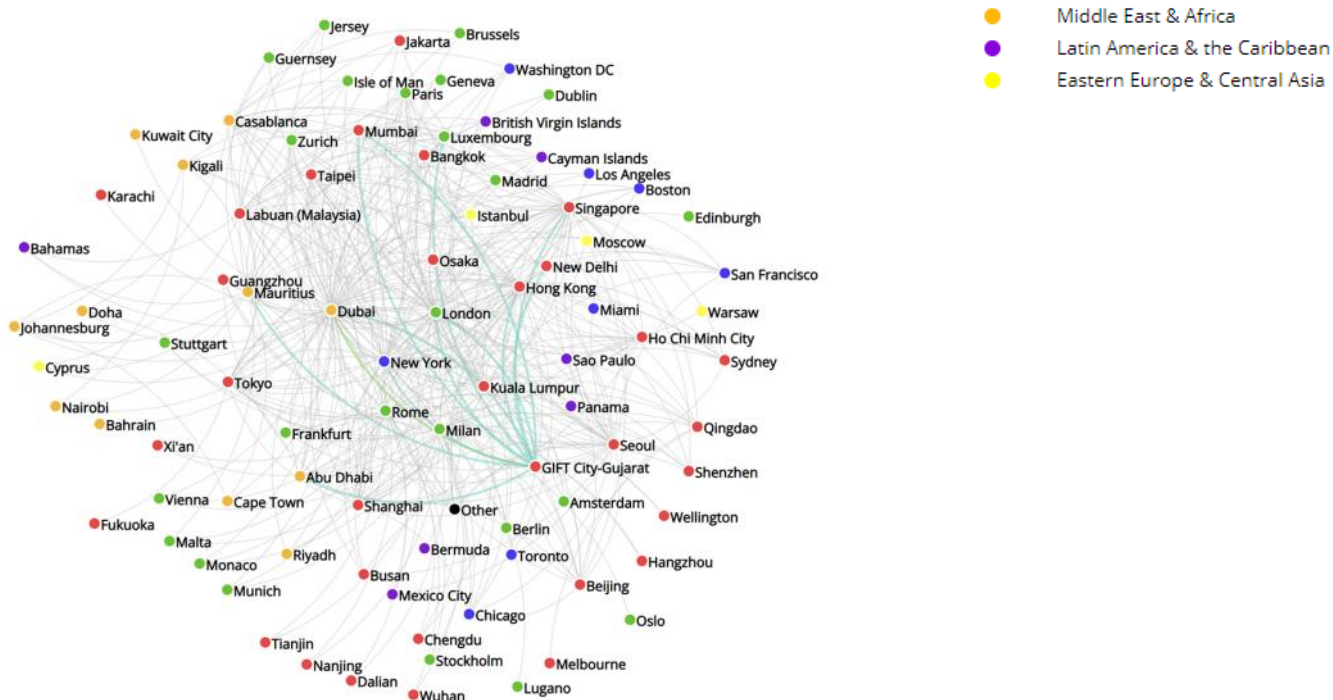 Jersey
Jakarta
Brussels
Guernsey
Washington DC
Isle of Man
Geneva
Paris
Dublin
Casablanca
British Virgin Islands
Kuwait City
Mumbai
Zurich
Luxembourg
Bangkok
Cayman Islands
Kigali
Taipei
Los Angeles
Madrid
Boston
Karachi
Singapore
Labuan (Malaysia)
Istanbul
Edinburgh
Moscow
Bahamas
Osaka
New Delhi
San Francisco
Guangzhou
Hong Kong
Mauritius
Miami
Doha
Dubai
London
Warsaw
Johannesburg
Ho Chi Minh City
Stuttgart
Sao Paulo
New York
Sydney
Cyprus
Tokyo
Kuala Lumpur
Nairobi
Panama
Rome
Bahrain
Qingdao
Milan
Frankfurt
Xi'an
Seoul
GIFT City-Gujarat
Shenzhen
Abu Dhabi
Vienna
Cape Town
Amsterdam
Shanghai
Other
Wellington
Fukuoka
Berlin
Malta
Bermuda
Riyadh
Toronto
Hangzhou
Monaco
Busan
Beijing
Munich
Mexico City
Chicago
Oslo
Chengdu
Tianjin
Stockholm
Nanjing
Melbourne
Dalian
Lugano
Wuhan
Middle East & Africa
Latin America & the Caribbean
Eastern Europe & Central Asia